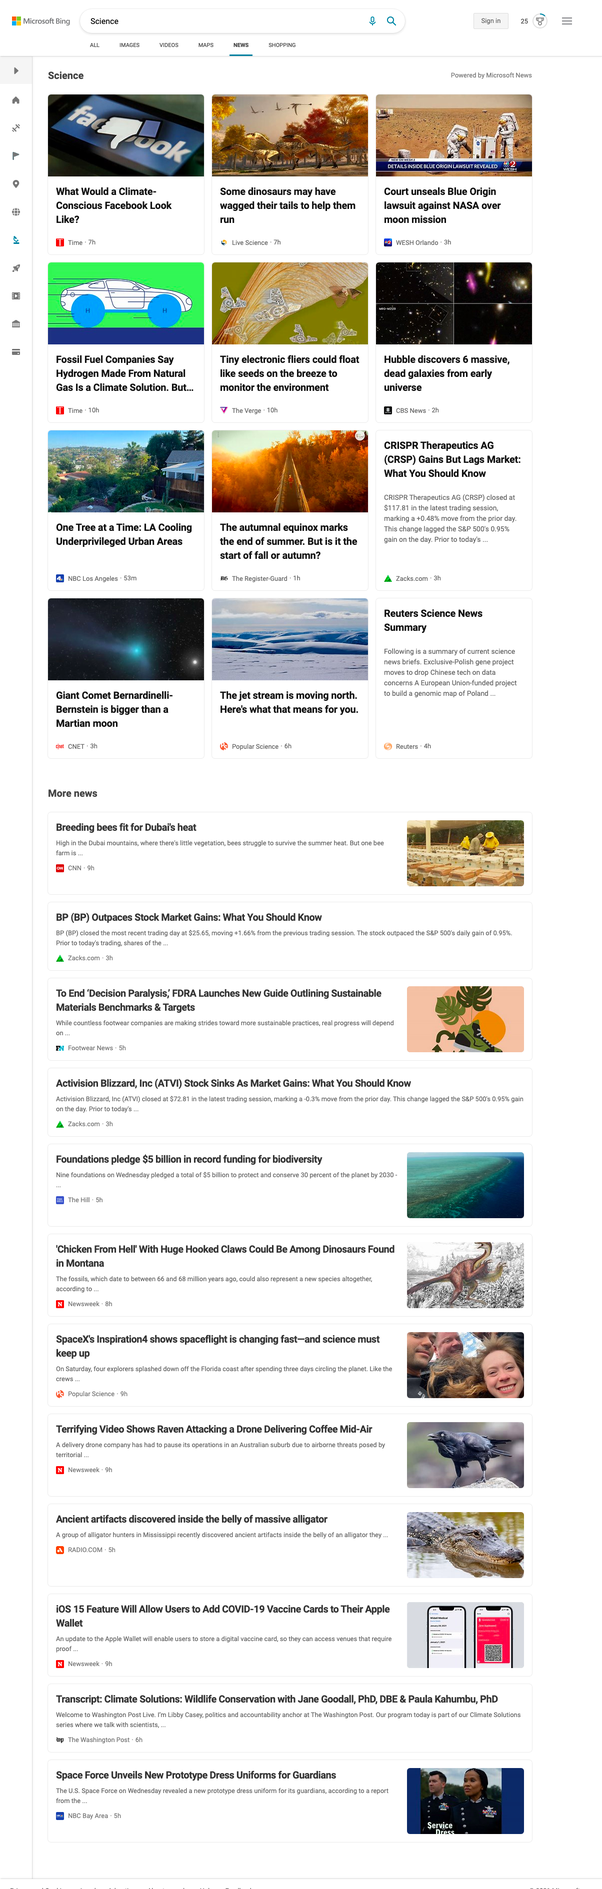 Microsoft Bing
Science
Sign in
25
ALL
IMAGES
VIDEOS
MAPS
NEWS
SHOPPING
Science
Powered by Microsoft News
What Would a Climate-
Conscious Facebook Look
Like?
Time · 7h
Some dinosaurs may have
wagged their tails to help them
run
Live Science · 7h
DETAILS INSIDE BLUE ORIGIN LAWSUIT REVEALED
Court unseals Blue Origin
lawsuit against NASA over
moon mission
WESH Orlando · 3h
Fossil Fuel Companies Say
Hydrogen Made From Natural
Gas Is a Climate Solution. But...
Time · 10h
Tiny electronic fliers could float
like seeds on the breeze to
monitor the environment
The Verge · 10h
Hubble discovers 6 massive,
dead galaxies from early
universe
CBS News · 2h
One Tree at a Time: LA Cooling
Underprivileged Urban Areas
NBC Los Angeles · 53m
The autumnal equinox marks
the end of summer. But is it the
start of fall or autumn?
The Register-Guard · 1h
CRISPR Therapeutics AG
(CRSP) Gains But Lags Market:
What You Should Know
CRISPR Therapeutics AG (CRSP) closed at
$117.81 in the latest trading session,
marking a +0.48% move from the prior day.
This change lagged the S&P 500's 0.95%
gain on the day. Prior to today's ...
Zacks.com · 3h
Giant Comet Bernardinelli-
Bernstein is bigger than a
Martian moon
CNET · 3h
The jet stream is moving north.
Here's what that means for you.
Popular Science · 6h
Reuters Science News
Summary
Following is a summary of current science
news briefs. Exclusive-Polish gene project
moves to drop Chinese tech on data
concerns A European Union-funded project
to build a genomic map of Poland ...
Reuters · 4h
More news
Breeding bees fit for Dubai's heat
High in the Dubai mountains, where there's little vegetation, bees struggle to survive the summer heat. But one bee
farm is ...
CNN · 9h
BP (BP) Outpaces Stock Market Gains: What You Should Know
BP (BP) closed the most recent trading day at $25.65, moving +1.66% from the previous trading session. The stock outpaced the S&P 500's daily gain of 0.95%.
Prior to today's trading, shares of the ...
Zacks.com · 3h
To End ‘Decision Paralysis,’ FDRA Launches New Guide Outlining Sustainable
Materials Benchmarks & Targets
While countless footwear companies are making strides toward more sustainable practices, real progress will depend
on ...
Footwear News · 5h
Activision Blizzard, Inc (ATVI) Stock Sinks As Market Gains: What You Should Know
Activision Blizzard, Inc (ATVI) closed at $72.81 in the latest trading session, marking a -0.3% move from the prior day. This change lagged the S&P 500's 0.95% gain
on the day. Prior to today's ...
Zacks.com · 3h
Foundations pledge $5 billion in record funding for biodiversity
Nine foundations on Wednesday pledged a total of $5 billion to protect and conserve 30 percent of the planet by 2030 -
...
The Hill · 5h
'Chicken From Hell' With Huge Hooked Claws Could Be Among Dinosaurs Found
in Montana
The fossils, which date to between 66 and 68 million years ago, could also represent a new species altogether,
according to ...
Newsweek · 8h
SpaceX's Inspiration4 shows spaceflight is changing fast—and science must
keep up
On Saturday, four explorers splashed down off the Florida coast after spending three days circling the planet. Like the
crews ...
Popular Science · 9h
Terrifying Video Shows Raven Attacking a Drone Delivering Coffee Mid-Air
A delivery drone company has had to pause its operations in an Australian suburb due to airborne threats posed by
territorial ...
Newsweek · 9h
Ancient artifacts discovered inside the belly of massive alligator
A group of alligator hunters in Mississippi recently discovered ancient artifacts inside the belly of an alligator they ...
RADIO.COM · 5h
iOS 15 Feature Will Allow Users to Add COVID-19 Vaccine Cards to Their Apple
Wallet
An update to the Apple Wallet will enable users to store a digital vaccine card, so they can access venues that require
proof ...
Newsweek · 9h
Transcript: Climate Solutions: Wildlife Conservation with Jane Goodall, PhD, DBE & Paula Kahumbu, PhD
Welcome to Washington Post Live. I'm Libby Casey, politics and accountability anchor at The Washington Post. Our program today is part of our Climate Solutions
series where we talk with scientists, ...
The Washington Post · 6h
Space Force Unveils New Prototype Dress Uniforms for Guardians
The U.S. Space Force on Wednesday revealed a new prototype dress uniform for its guardians, according to a report
from the ...
NBC Bay Area · 5h
Service
Dress